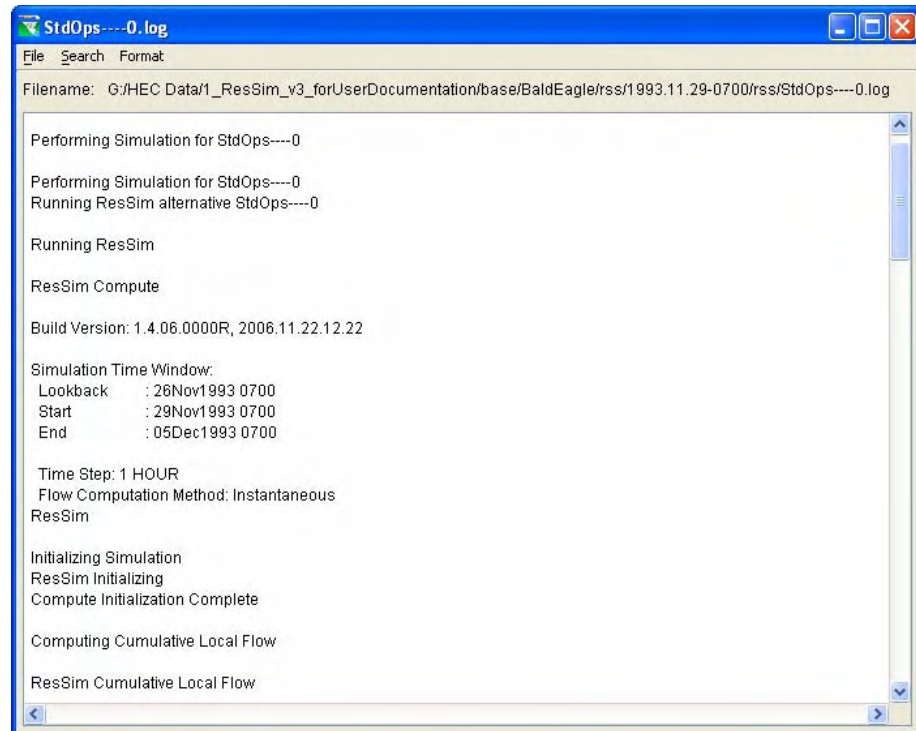 StdOps----0.log
File Search Format
Filename: G:/HEC Data/1_ResSim_v3_forUserDocumentation/base/BaldEagle/rss/1993.11.29-0700/rss/StdOps----0.log
Performing Simulation for StdOps----0
Performing Simulation for StdOps----0
Running ResSim alternative StdOps----0
Running ResSim
ResSim Compute
Build Version: 1.4.06.0000R, 2006.11.22.12.22
Simulation Time Window:
Lookback : 26Nov1993 0700
Start : 29Nov1993 0700
End : 05Dec1993 0700
Time Step: 1 HOUR
Flow Computation Method: Instantaneous
ResSim
Initializing Simulation
ResSim Initializing
Compute Initialization Complete
Computing Cumulative Local Flow
ResSim Cumulative Local Flow